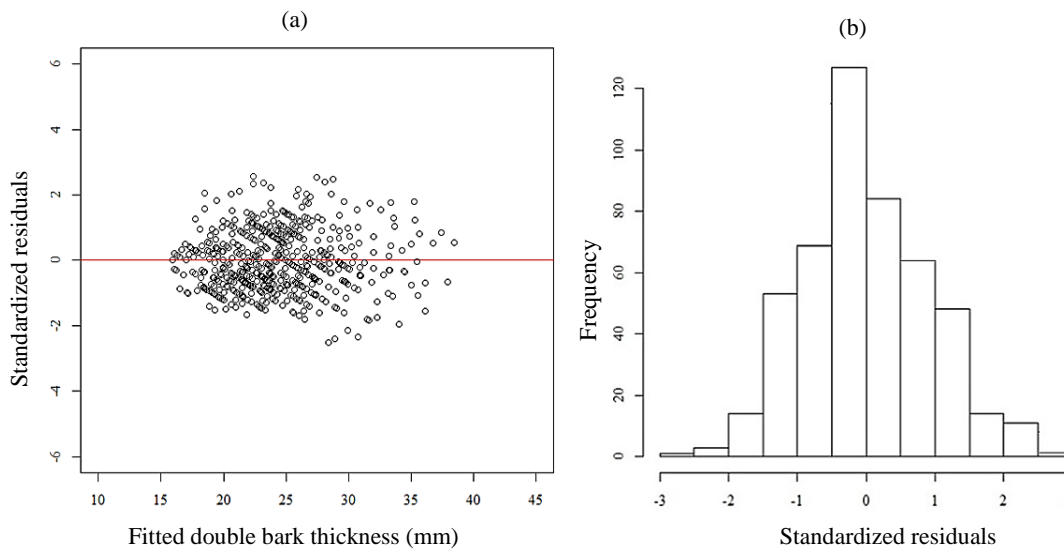 (a)
Standardized residuals
6
4
2
0
-2
-4
-6
10 15 20 25 30 35 40 45
Fitted double bark thickness (mm)
(b)
Frequency
120
100
80
60
40
20
0
-3 -2 -1 0 1 2
Standardized residuals